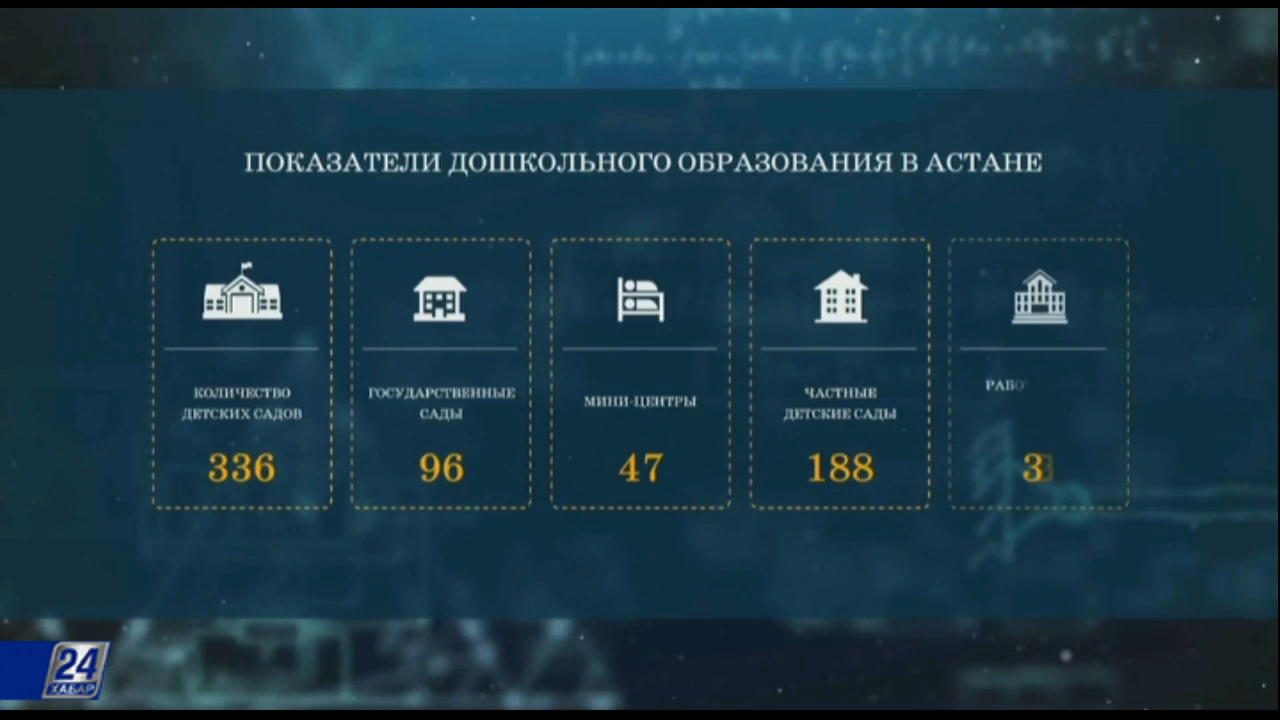 ПОКАЗАТЕЛИ ДОШКОЛЬНОГО ОБРАЗОВАНИЯ В АСТАНЕ
КОЛИЧЕСТВО
ДЕТСКИХ САДОВ
336
ГОСУДАРСТВЕННЫЕ
САДЫ
96
МИНИ-ЦЕНТРЫ
47
ЧАСТНЫЕ
ДЕТСКИЕ САДЫ
188
24
ХАБАР